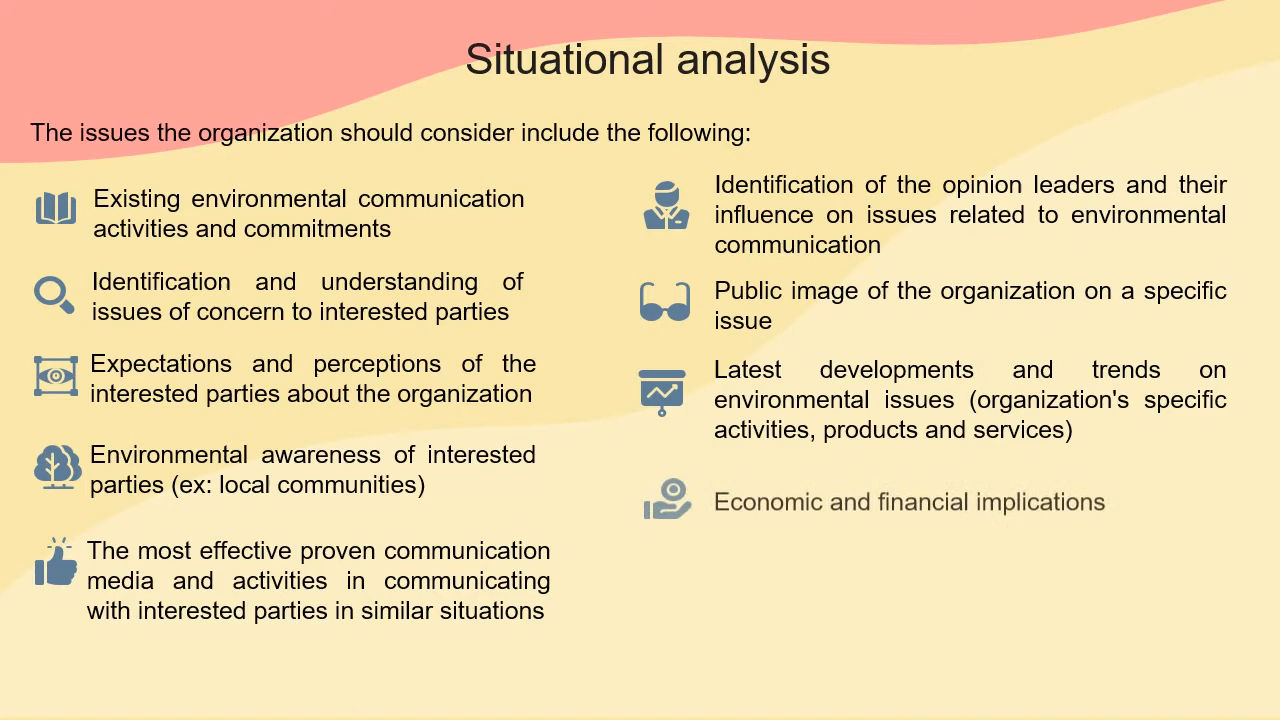 Situational analysis
The issues the organization should consider include the following:
Existing environmental communication
activities and commitments
Identification and understanding of
issues of concern to interested parties
Expectations and perceptions of the
interested parties about the organization
Environmental awareness of interested
parties (ex: local communities)
The most effective proven communication
media and activities in communicating
with interested parties in similar situations
Identification of the opinion leaders and their
influence on issues related to environmental
communication
Public image of the organization on a specific
issue
Latest developments and trends on
environmental issues (organization's specific
activities, products and services)
Economic and financial implications